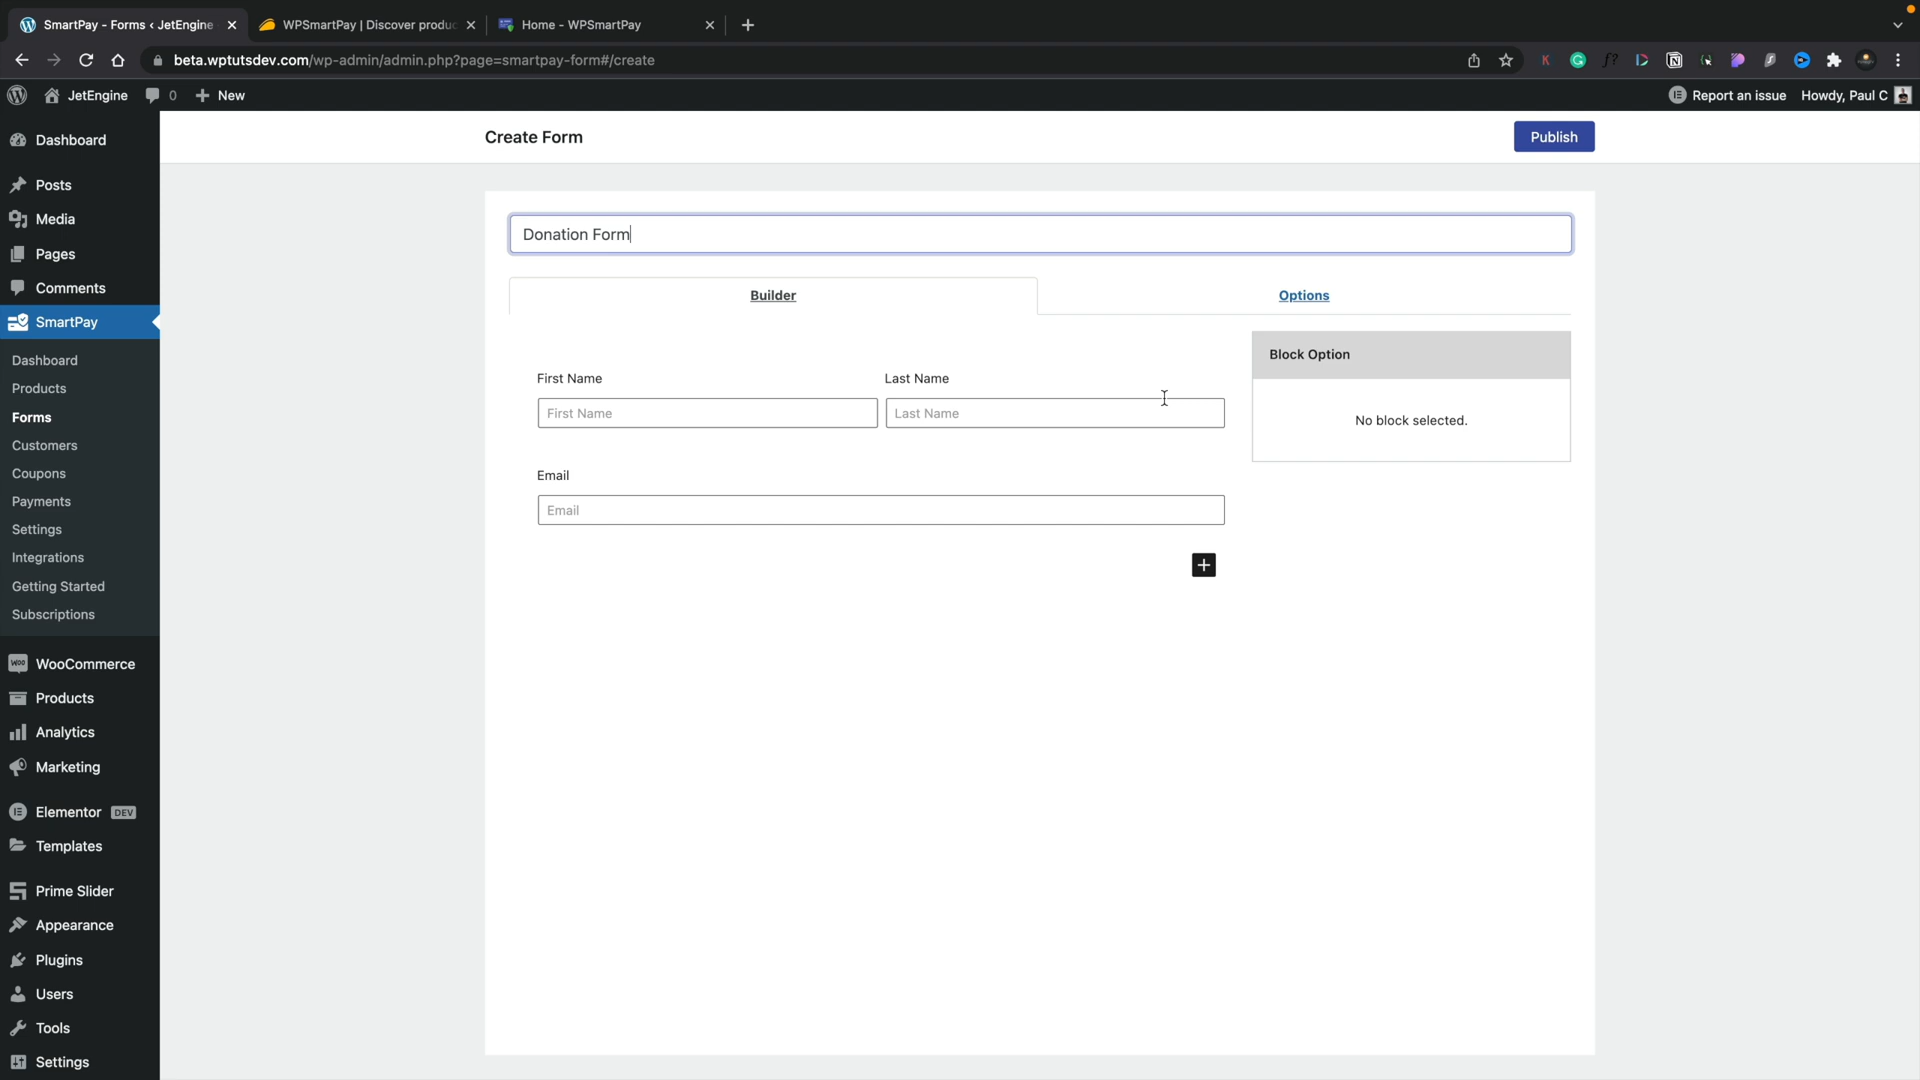 SmartPay - Forms ‹ JetEngine
WPSmartPay | Discover produc
Home - WPSmartPay
beta.wptutsdev.com/wp-admin/admin.php?page=smartpay-form#/create
JetEngine
0
New
Report an issue
Howdy, Paul C
Dashboard
Posts
Media
Pages
Comments
SmartPay
Dashboard
Products
Forms
Customers
Coupons
Payments
Settings
Integrations
Getting Started
Subscriptions
WooCommerce
Products
Analytics
Marketing
Elementor DEV
Templates
Prime Slider
Appearance
Plugins
Users
Tools
Settings
Create Form
Publish
Donation Form
Builder
Options
First Name
Last Name
First Name
Last Name
Email
Email
Block Option
No block selected.